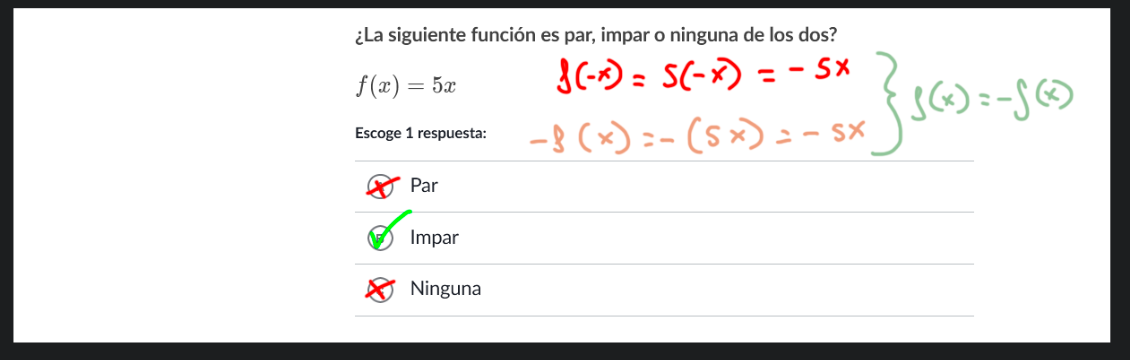 ¿La siguiente función es par, impar o ninguna de los dos?
f(x) = 5x
f(-x) = 5(-x) = -5x
-f(x) = -(5x) = -5x
f(x) = -f(x)
Escoge 1 respuesta:
Par
Impar
Ninguna